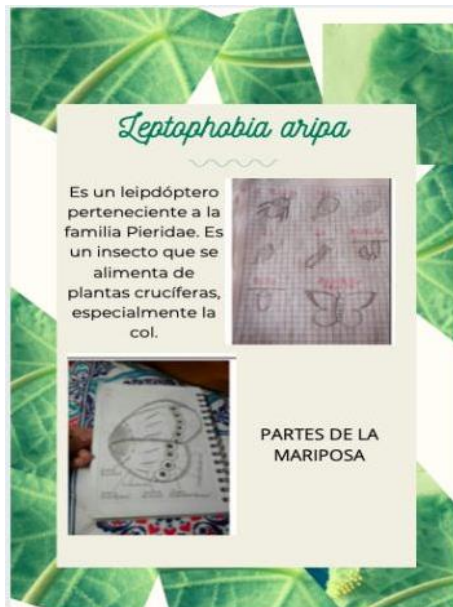 Leptophobia aripa
Es un leipdóptero
perteneciente a la
familia Pieridae. Es
un insecto que se
alimenta de
plantas crucíferas,
especialmente la
col.
PARTES DE LA
MARIPOSA